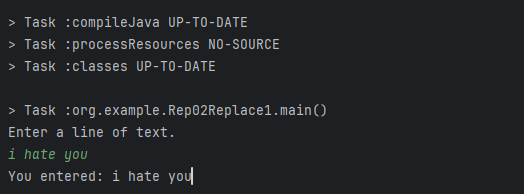 > Task :compileJava UP-TO-DATE
> Task :processResources NO-SOURCE
> Task :classes UP-TO-DATE
> Task :org.example.Rep02Replace1.main()
Enter a line of text.
i hate you
You entered: i hate you